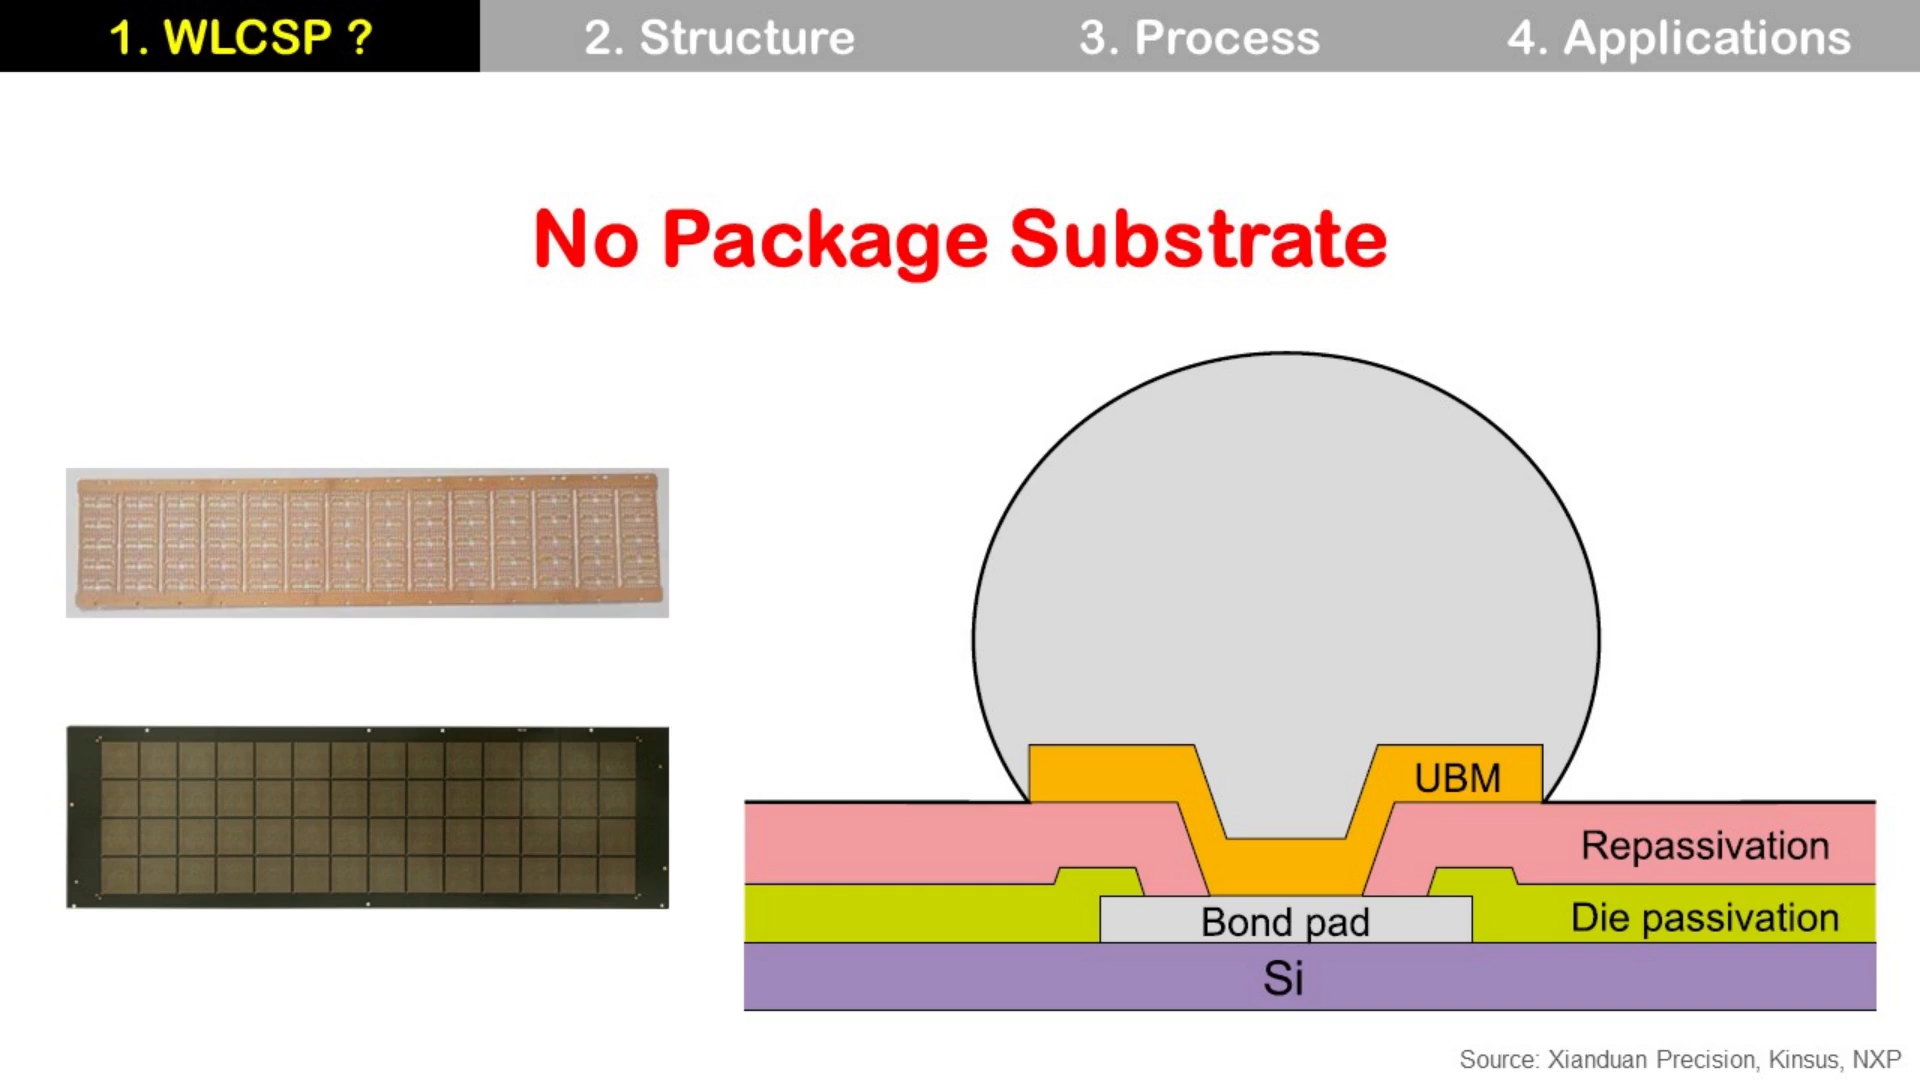 1. WLCSP ?
2. Structure
3. Process
4. Applications
No Package Substrate
UBM
Repassivation
Bond pad
Die passivation
Si
Source: Xianduan Precision, Kinsus, NXP